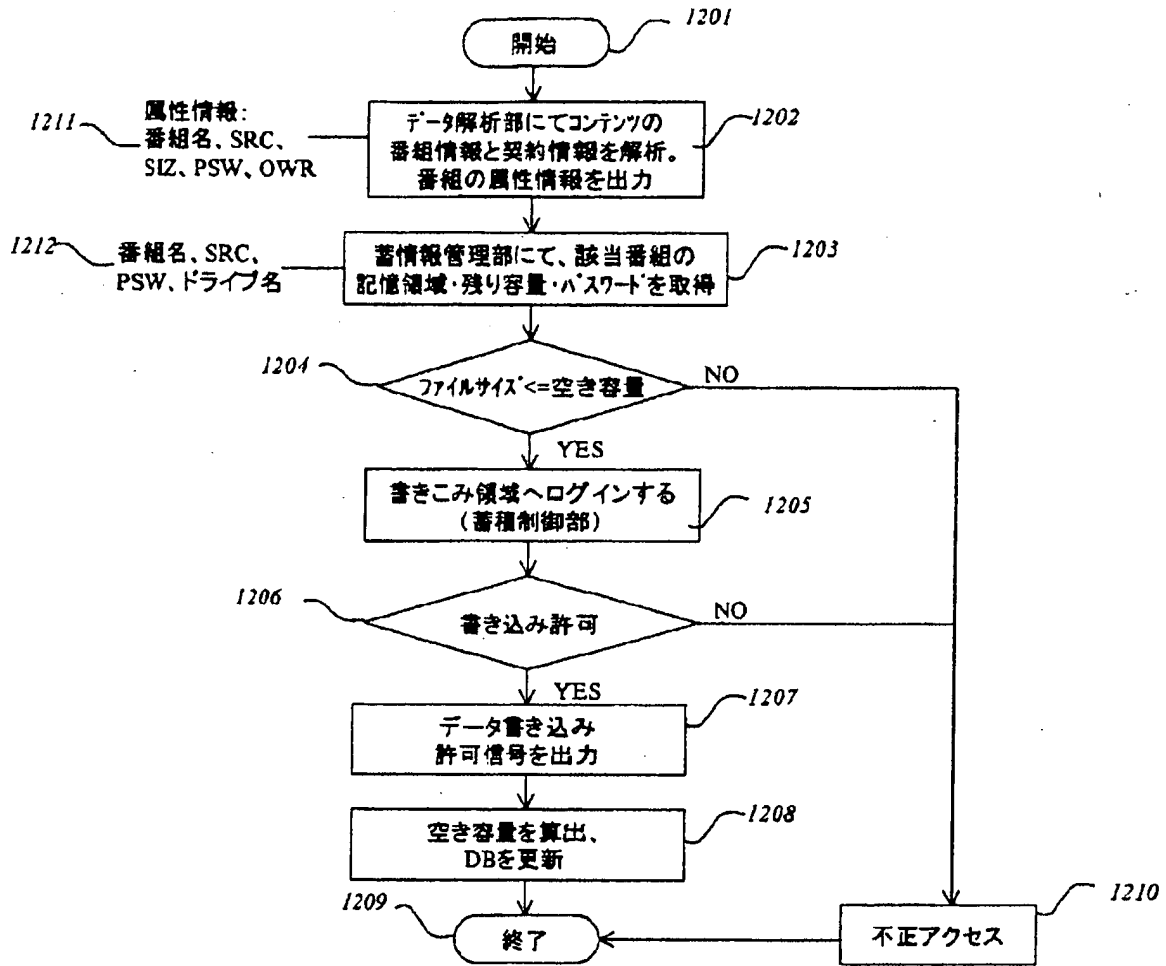 1201
開始
1211
属性情報:
番組名、SRC、
SIZ、PSW、OWR
データ解析部にてコンテンツの
番組情報と契約情報を解析。
番組の属性情報を出力
1202
1212
番組名、SRC、
PSW、ドライブ名
蓄情報管理部にて、該当番組の
記憶領域・残り容量・パスワードを取得
1203
1204
ファイルサイズ<=空き容量
NO
YES
書きこみ領域へログインする
(蓄積制御部)
1205
1206
書き込み許可
NO
YES
データ書き込み
許可信号を出力
1207
空き容量を算出、
DBを更新
1208
1209
終了
不正アクセス
1210